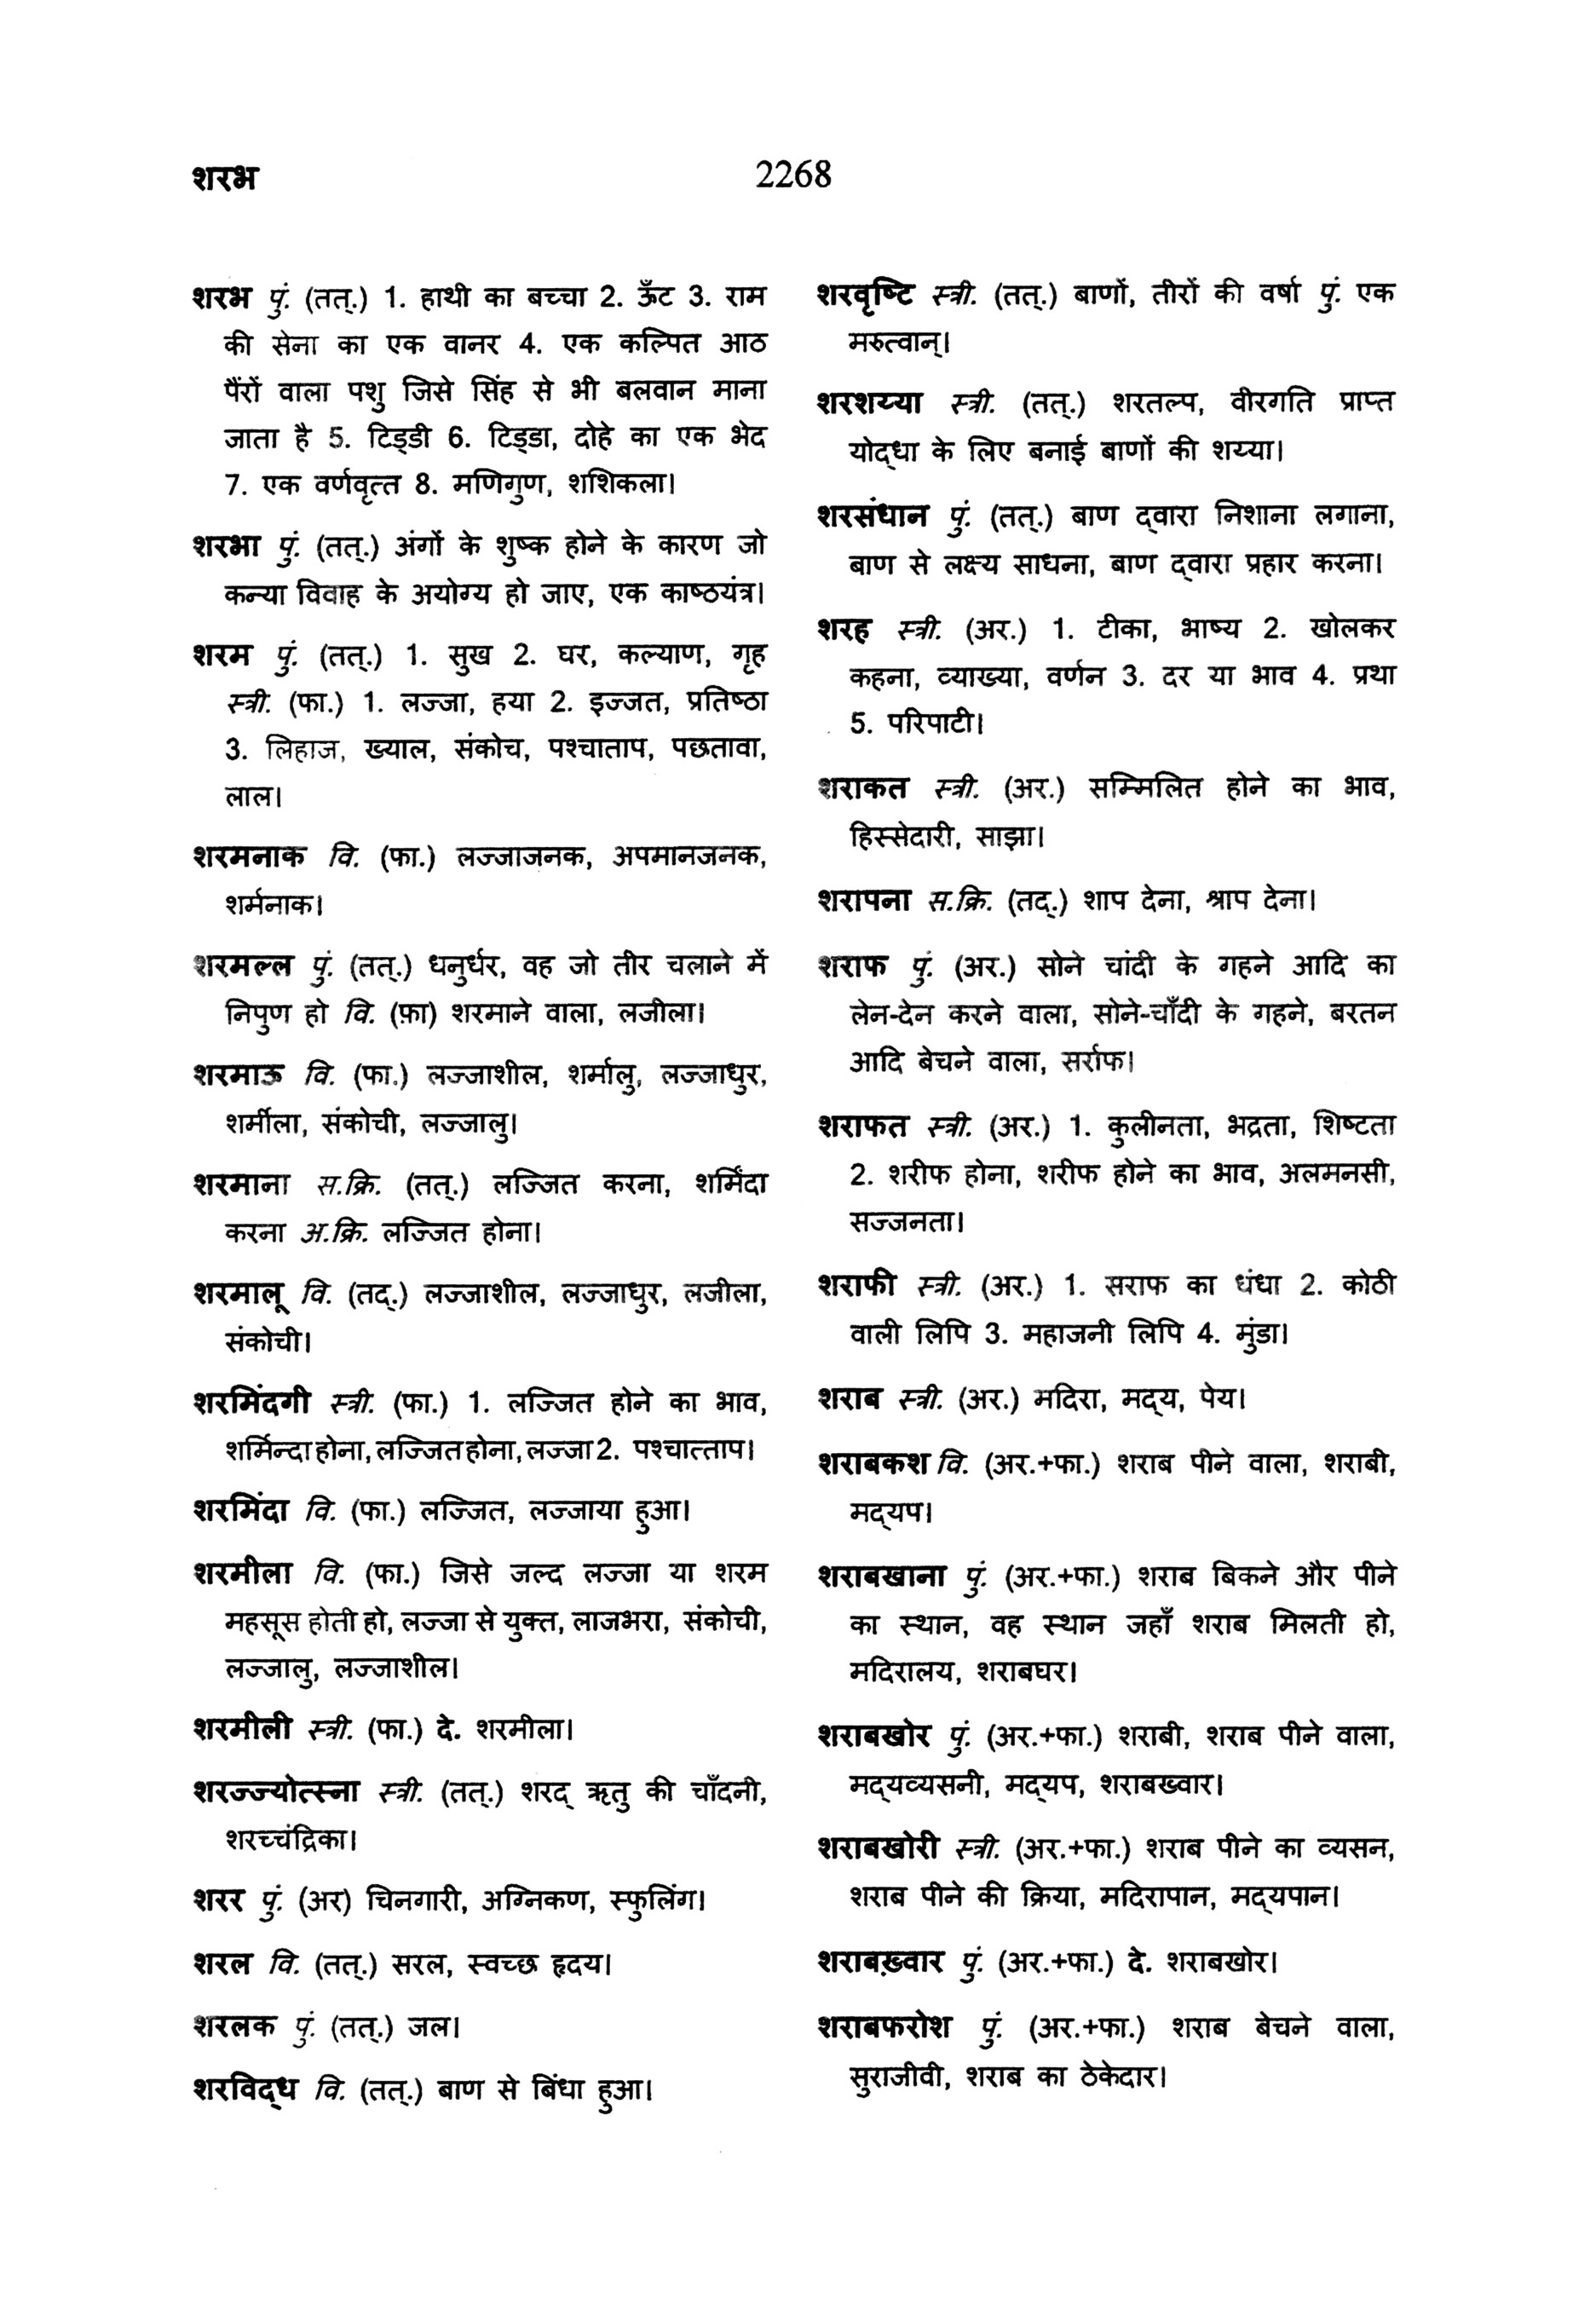 शरभ
2268
शरभ पुं. (तत्.) 1. हाथी का बच्चा 2. ऊँट 3. राम
की सेना का एक वानर 4. एक कल्पित आठ
पैंरों वाला पशु जिसे सिंह से भी बलवान माना
जाता है 5. टिड्डी 6. टिड्डा, दोहे का एक भेद
7. एक वर्णवृत्त 8. मणिगुण, शशिकला।
शरभा पुं. (तत्.) अंगों के शुष्क होने के कारण जो
कन्या विवाह के अयोग्य हो जाए, एक काष्ठयंत्र।
शरम पुं. (तत्.) 1. सुख 2. घर, कल्याण, गृह
स्त्री. (फा.) 1. लज्जा, हया 2. इज्जत, प्रतिष्ठा
3. लिहाज, ख्याल, संकोच, पश्चाताप, पछतावा,
लाल।
शरमनाक वि. (फा.) लज्जाजनक, अपमानजनक,
शर्मनाक।
शरमल्ल पुं. (तत्.) धनुर्धर, वह जो तीर चलाने में
निपुण हो वि. (फ़ा) शरमाने वाला, लजीला।
शरमाऊ वि. (फा.) लज्जाशील, शर्मालु, लज्जाधुर,
शर्मीला, संकोची, लज्जालु।
शरमाना स.क्रि. (तत्.) लज्जित करना, शर्मिंदा
करना अ.क्रि. लज्जित होना।
शरमालू वि. (तद्.) लज्जाशील, लज्जाधुर, लजीला,
संकोची।
शरमिंदगी स्त्री. (फा.) 1. लज्जित होने का भाव,
शर्मिन्दा होना, लज्जित होना, लज्जा 2. पश्चात्ताप।
शरमिंदा वि. (फा.) लज्जित, लज्जाया हुआ।
शरमीला वि. (फा.) जिसे जल्द लज्जा या शरम
महसूस होती हो, लज्जा से युक्त, लाजभरा, संकोची,
लज्जालु, लज्जाशील।
शरमीली स्त्री. (फा.) दे. शरमीला।
शरज्ज्योत्स्ना स्त्री. (तत्.) शरद् ऋतु की चाँदनी,
शरच्चंद्रिका।
शरर पुं. (अर) चिनगारी, अग्निकण, स्फुलिंग।
शरल वि. (तत्.) सरल, स्वच्छ हृदय।
शरलक पुं. (तत्.) जल।
शरविद्ध वि. (तत्.) बाण से बिंधा हुआ।
शरवृष्टि स्त्री. (तत्.) बाणों, तीरों की वर्षा पुं. एक
मरुत्वान्।
शरशय्या स्त्री. (तत्.) शरतल्प, वीरगति प्राप्त
योद्धा के लिए बनाई बाणों की शय्या।
शरसंधान पुं. (तत्.) बाण द्वारा निशाना लगाना,
बाण से लक्ष्य साधना, बाण द्वारा प्रहार करना।
शरह स्त्री. (अर.) 1. टीका, भाष्य 2. खोलकर
कहना, व्याख्या, वर्णन 3. दर या भाव 4. प्रथा
5. परिपाटी।
शराकत स्त्री. (अर.) सम्मिलित होने का भाव,
हिस्सेदारी, साझा।
शरापना स.क्रि. (तद्.) शाप देना, श्राप देना।
शराफ पुं. (अर.) सोने चांदी के गहने आदि का
लेन-देन करने वाला, सोने-चाँदी के गहने, बरतन
आदि बेचने वाला, सर्राफ।
शराफत स्त्री. (अर.) 1. कुलीनता, भद्रता, शिष्टता
2. शरीफ होना, शरीफ होने का भाव, अलमनसी,
सज्जनता।
शराफी स्त्री. (अर.) 1. सराफ का धंधा 2. कोठी
वाली लिपि 3. महाजनी लिपि 4. मुंडा।
शराब स्त्री. (अर.) मदिरा, मद्य, पेय।
शराबकश वि. (अर.+फा.) शराब पीने वाला, शराबी,
मद्यप।
शराबखाना पुं. (अर.+फा.) शराब बिकने और पीने
का स्थान, वह स्थान जहाँ शराब मिलती हो,
मदिरालय, शराबघर।
शराबखोर पुं. (अर.+फा.) शराबी, शराब पीने वाला,
मद्यव्यसनी, मद्यप, शराबख्वार।
शराबखोरी स्त्री. (अर.+फा.) शराब पीने का व्यसन,
शराब पीने की क्रिया, मदिरापान, मद्यपान।
शराबख़्वार पुं. (अर.+फा.) दे. शराबखोर।
शराबफरोश पुं. (अर.+फा.) शराब बेचने वाला,
सुराजीवी, शराब का ठेकेदार।